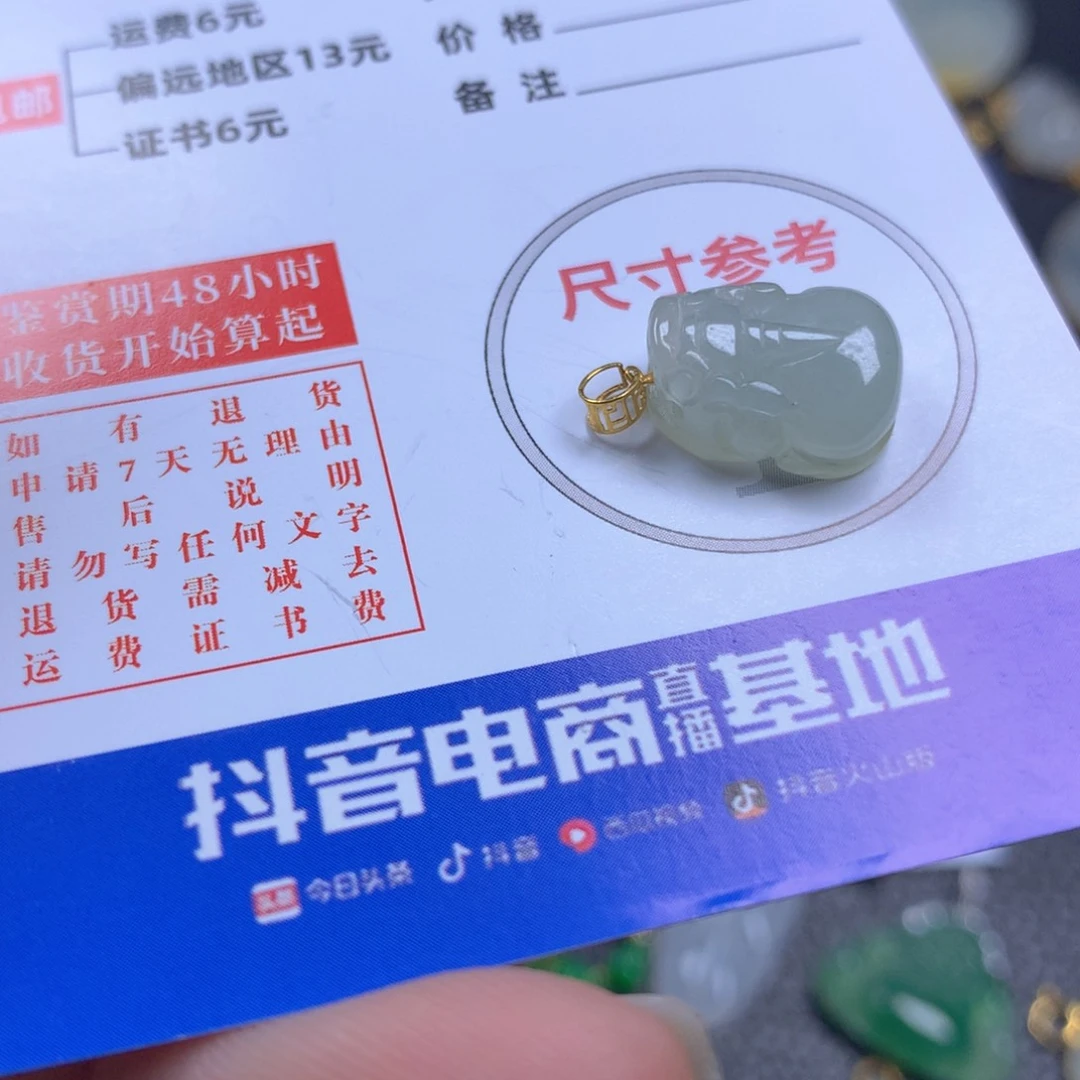 运费6元
偏远地区13元
证书6元
邮
价 格
备 注
鉴赏期48小时
收货开始算起
如有退货
申请7天无理由
售后说明
请勿写任何文字
退货需减去
运费证书费
尺寸参考
抖音电商直播基地
头条 今日头条 抖音 西瓜视频 抖音火山版